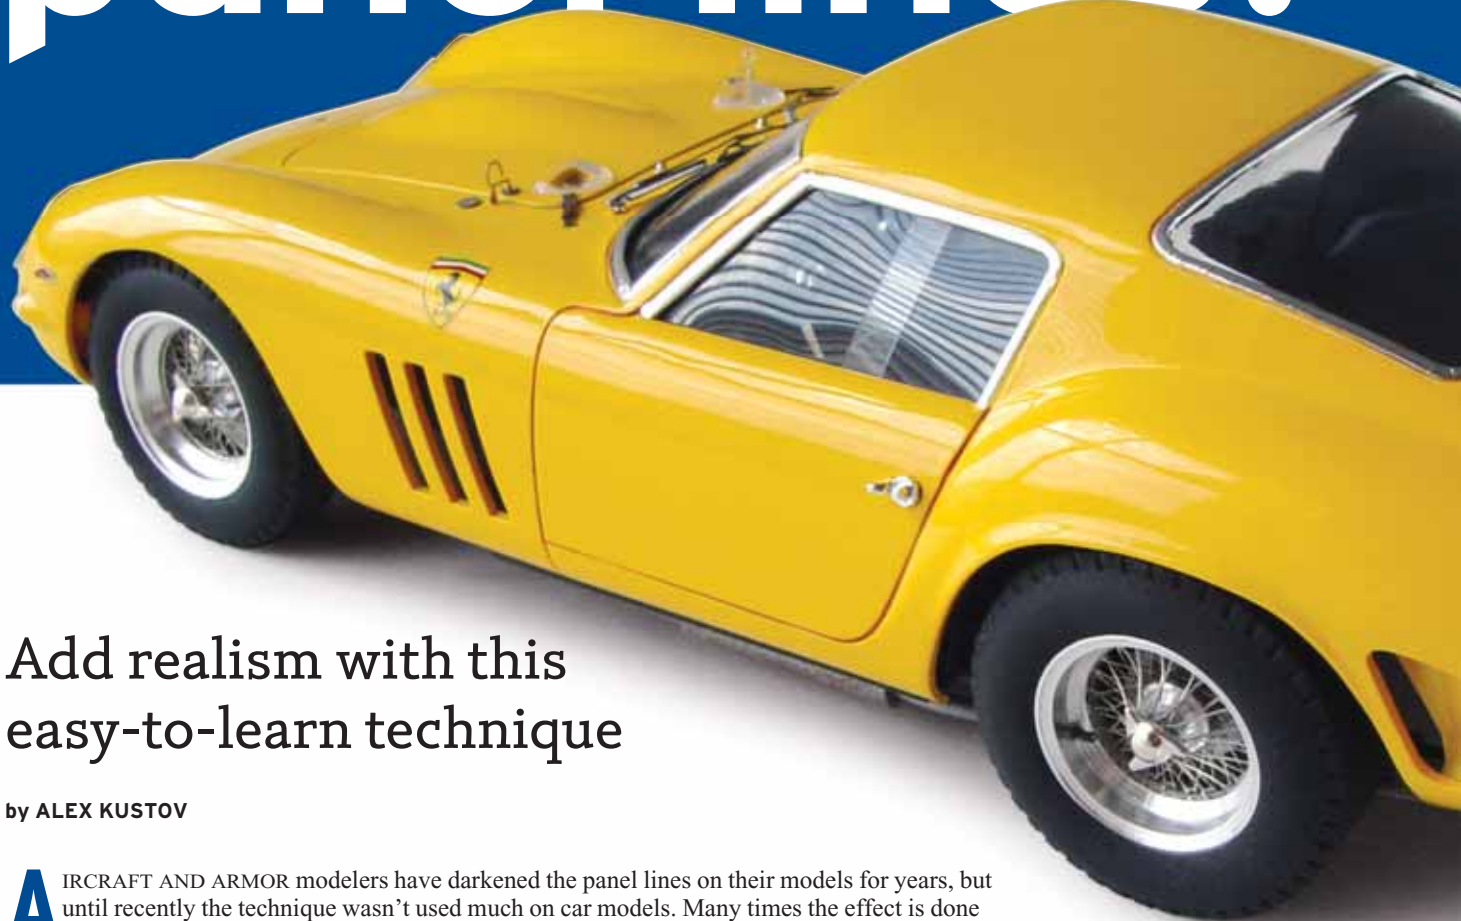 panel lines!
Add realism with this
easy-to-learn technique
by ALEX KUSTOV
AIRCRAFT AND ARMOR modelers have darkened the panel lines on their models for years, but
until recently the technique wasn't used much on car models. Many times the effect is done